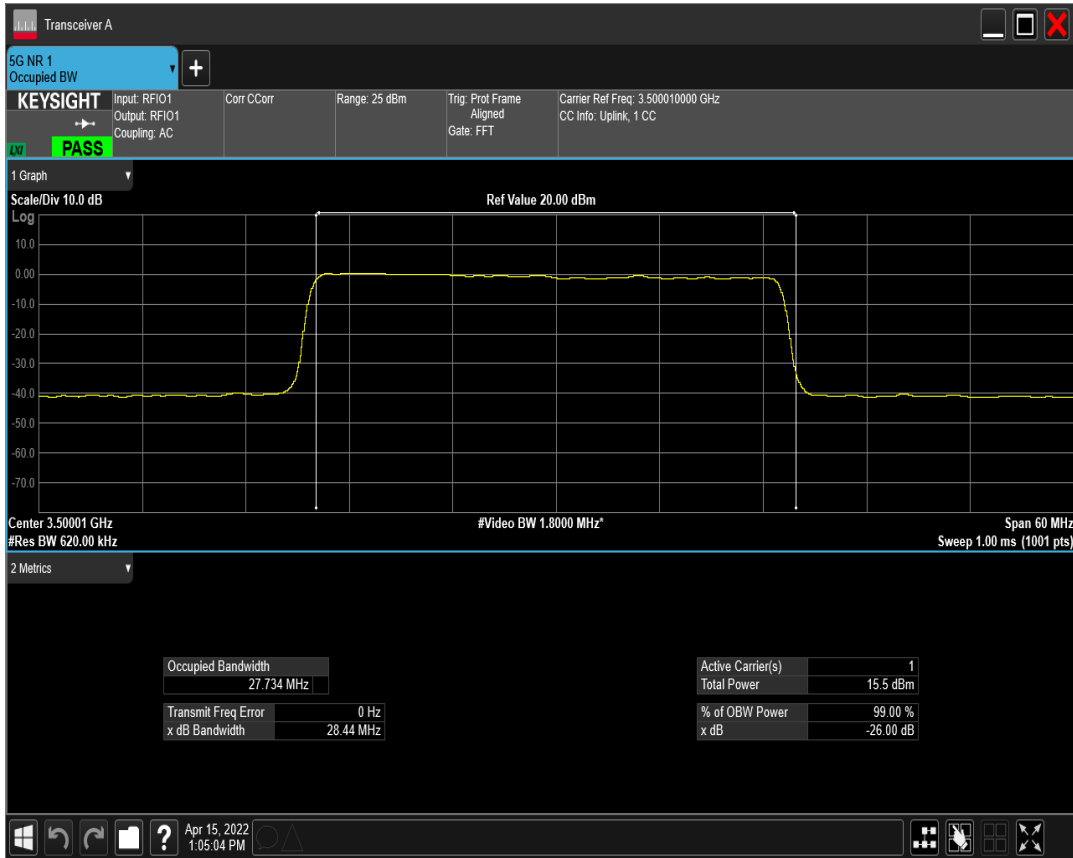 Transceiver A
5G NR 1
Occupied BW
+
KEYSIGHT
LXI
PASS
Input: RFIO1
Output: RFIO1
Coupling: AC
Corr CCorr
Range: 25 dBm
Trig: Prot Frame
Aligned
Gate: FFT
Carrier Ref Freq: 3.500010000 GHz
CC Info: Uplink, 1 CC
1 Graph
Scale/Div 10.0 dB
Ref Value 20.00 dBm
Log
10.0
0.00
-10.0
-20.0
-30.0
-40.0
-50.0
-60.0
-70.0
Center 3.50001 GHz
#Video BW 1.8000 MHz*
Span 60 MHz
#Res BW 620.00 kHz
Sweep 1.00 ms (1001 pts)
2 Metrics
Occupied Bandwidth
27.734 MHz
Transmit Freq Error 0 Hz
x dB Bandwidth 28.44 MHz
Active Carrier(s) 1
Total Power 15.5 dBm
% of OBW Power 99.00 %
x dB -26.00 dB
?
Apr 15, 2022
1:05:04 PM